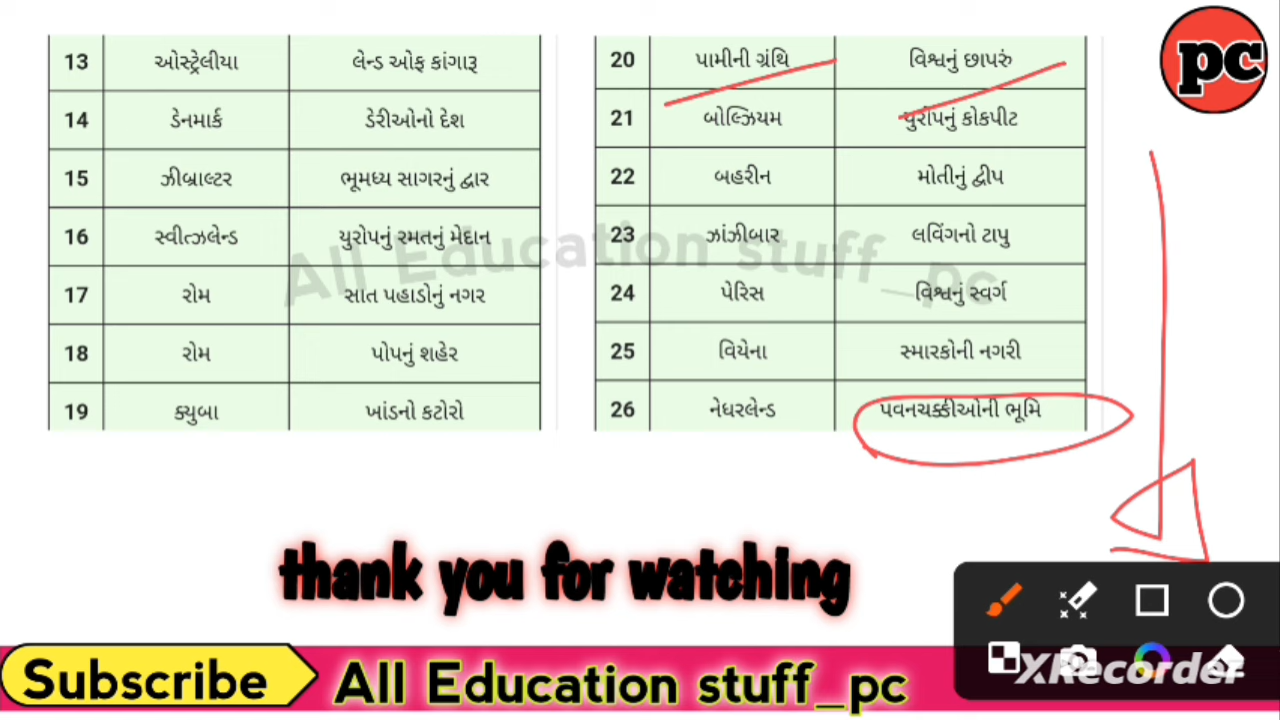 13 ઓસ્ટ્રેલીયા લેન્ડ ઓફ કાંગારૂ
14 ડેનમાર્ક ડેરીઓનો દેશ
15 ઝીબ્રાલ્ટર ભૂમધ્ય સાગરનું દ્વાર
16 સ્વીત્ઝલેન્ડ યુરોપનું રમતનું મેદાન
17 રોમ સાત પહાડોનું નગર
18 રોમ પોપનું શહેર
19 ક્યુબા ખાંડનો કટોરો
20 પામીની ગ્રંથિ વિશ્વનું છાપરું
21 બોલ્ઝિયમ યુરોપનું કોકપીટ
22 બહરીન મોતીનું દ્વીપ
23 ઝાંઝીબાર લવિંગનો ટાપુ
24 પેરિસ વિશ્વનું સ્વર્ગ
25 વિયેના સ્મારકોની નગરી
26 નેધરલેન્ડ પવનચક્કીઓની ભૂમિ
pc
All Education stuff_pc
thank you for watching
Subscribe All Education stuff_pc
XRecorder